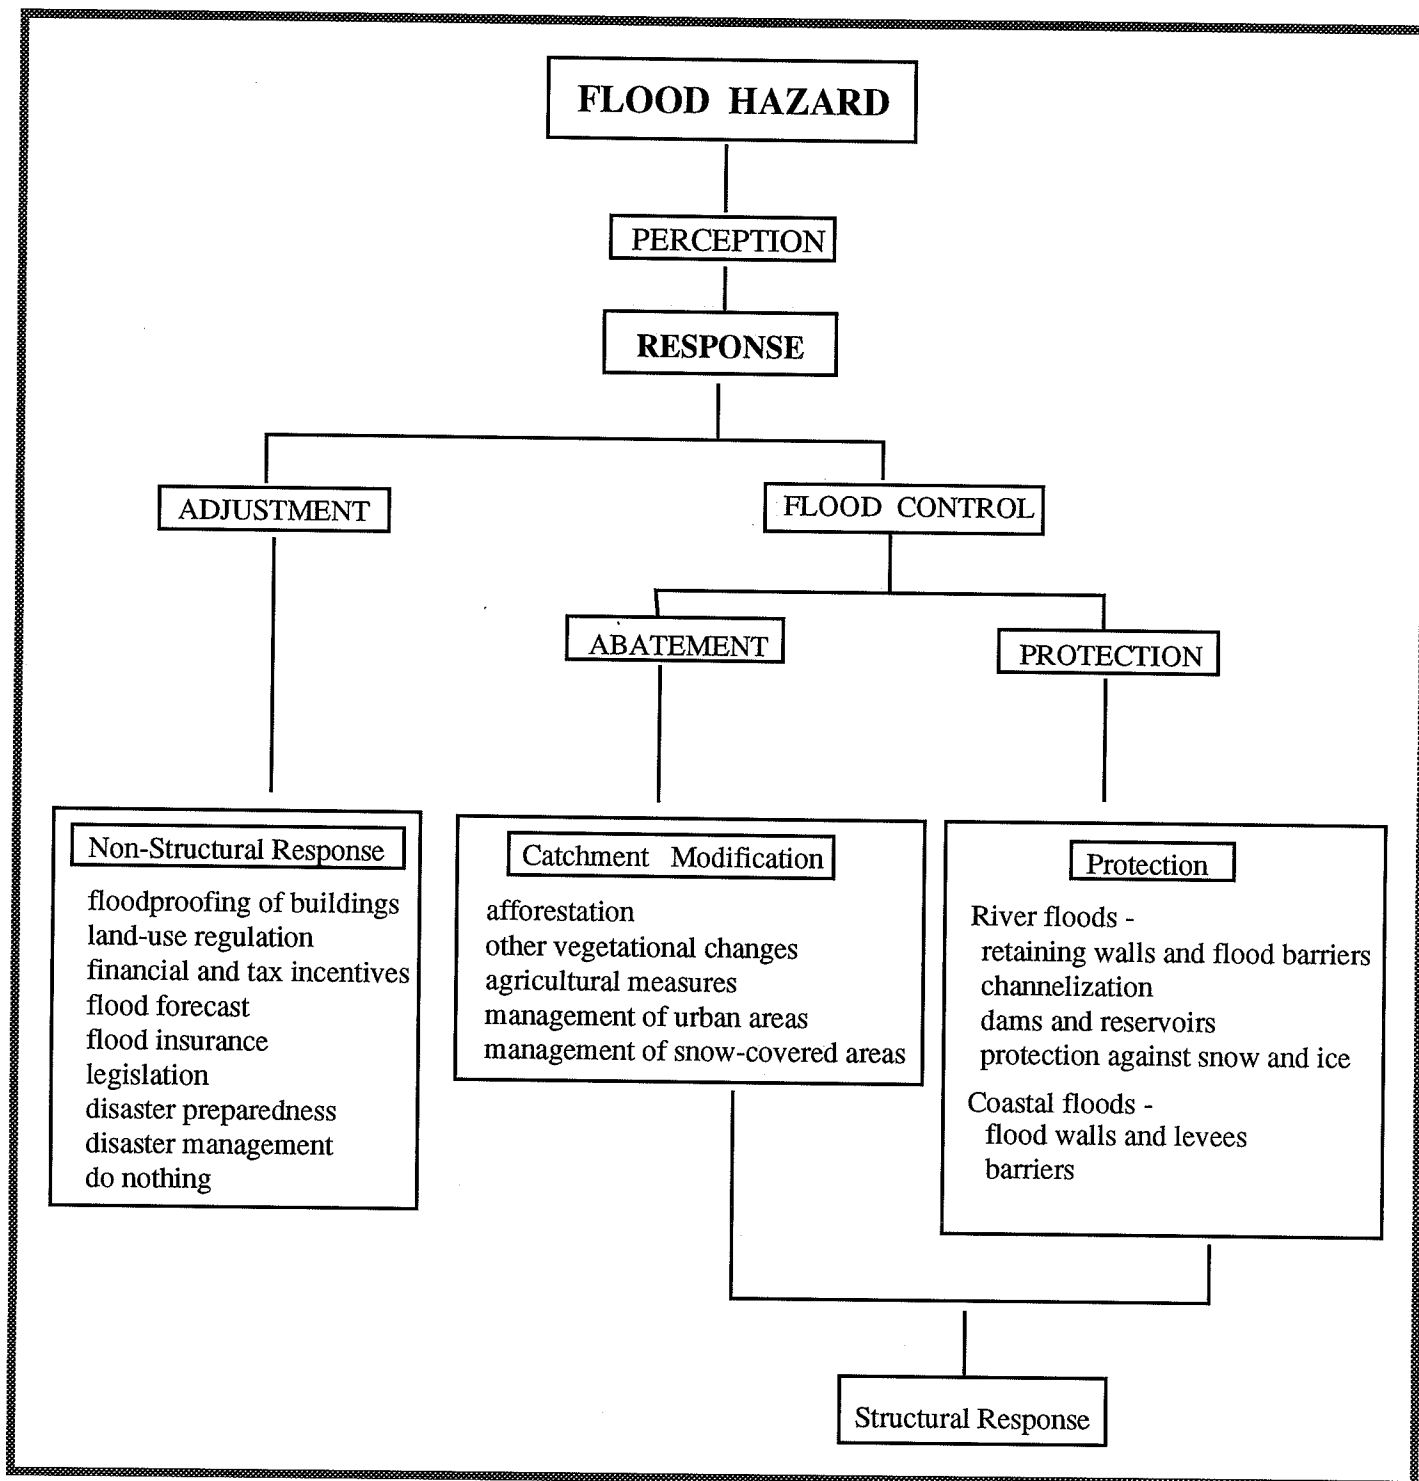 FLOOD HAZARD
PERCEPTION
RESPONSE
ADJUSTMENT
FLOOD CONTROL
ABATEMENT
PROTECTION
Non-Structural Response
floodproofing of buildings
land-use regulation
financial and tax incentives
flood forecast
flood insurance
legislation
disaster preparedness
disaster management
do nothing
Catchment Modification
afforestation
other vegetational changes
agricultural measures
management of urban areas
management of snow-covered areas
Protection
River floods -
retaining walls and flood barriers
channelization
dams and reservoirs
protection against snow and ice
Coastal floods -
flood walls and levees
barriers
Structural Response